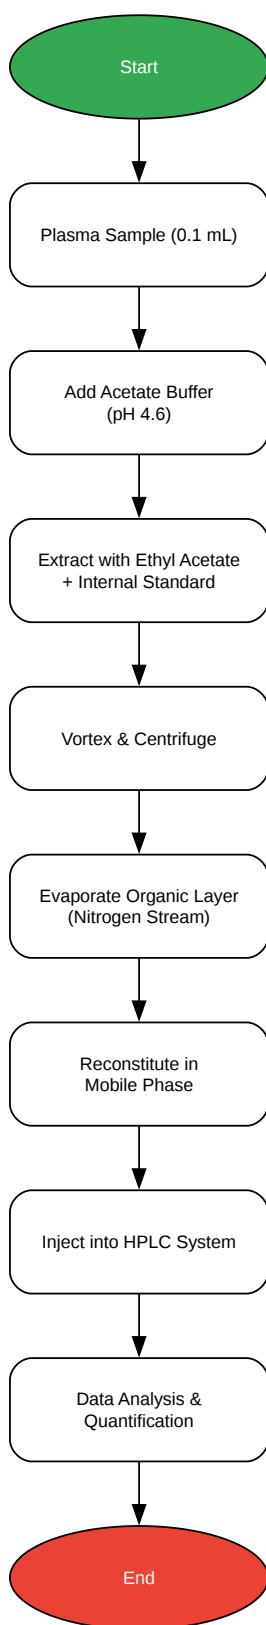 Start
Plasma Sample (0.1 mL)
Add Acetate Buffer
(pH 4.6)
Extract with Ethyl Acetate
+ Internal Standard
Vortex & Centrifuge
Evaporate Organic Layer
(Nitrogen Stream)
Reconstitute in
Mobile Phase
Inject into HPLC System
Data Analysis &
Quantification
End